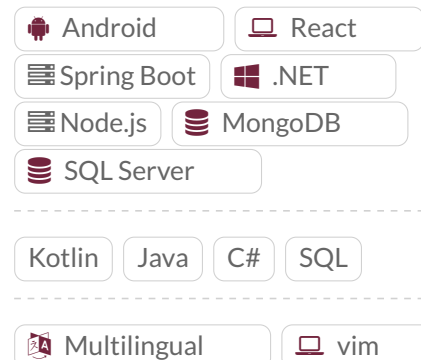 Android React
Spring Boot .NET
Node.js MongoDB
SQL Server
Kotlin Java C# SQL
Multilingual vim